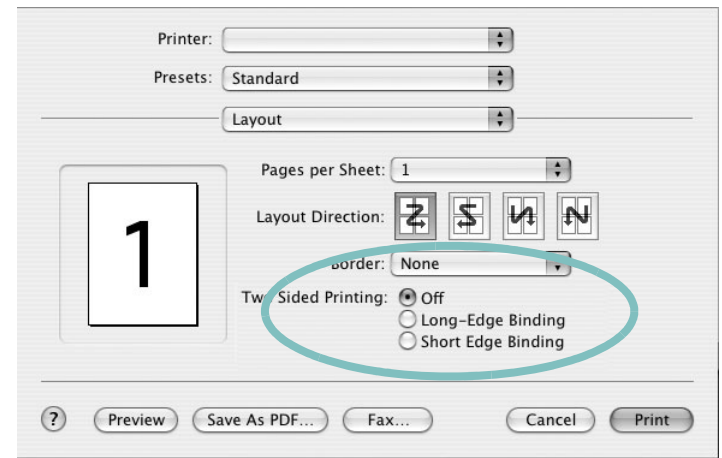 Printer:
Presets: Standard
Layout
Pages per Sheet: 1
Layout Direction:
1
Border: None
Two Sided Printing: Off
Long-Edge Binding
Short Edge Binding
? Preview Save As PDF... Fax... Cancel Print